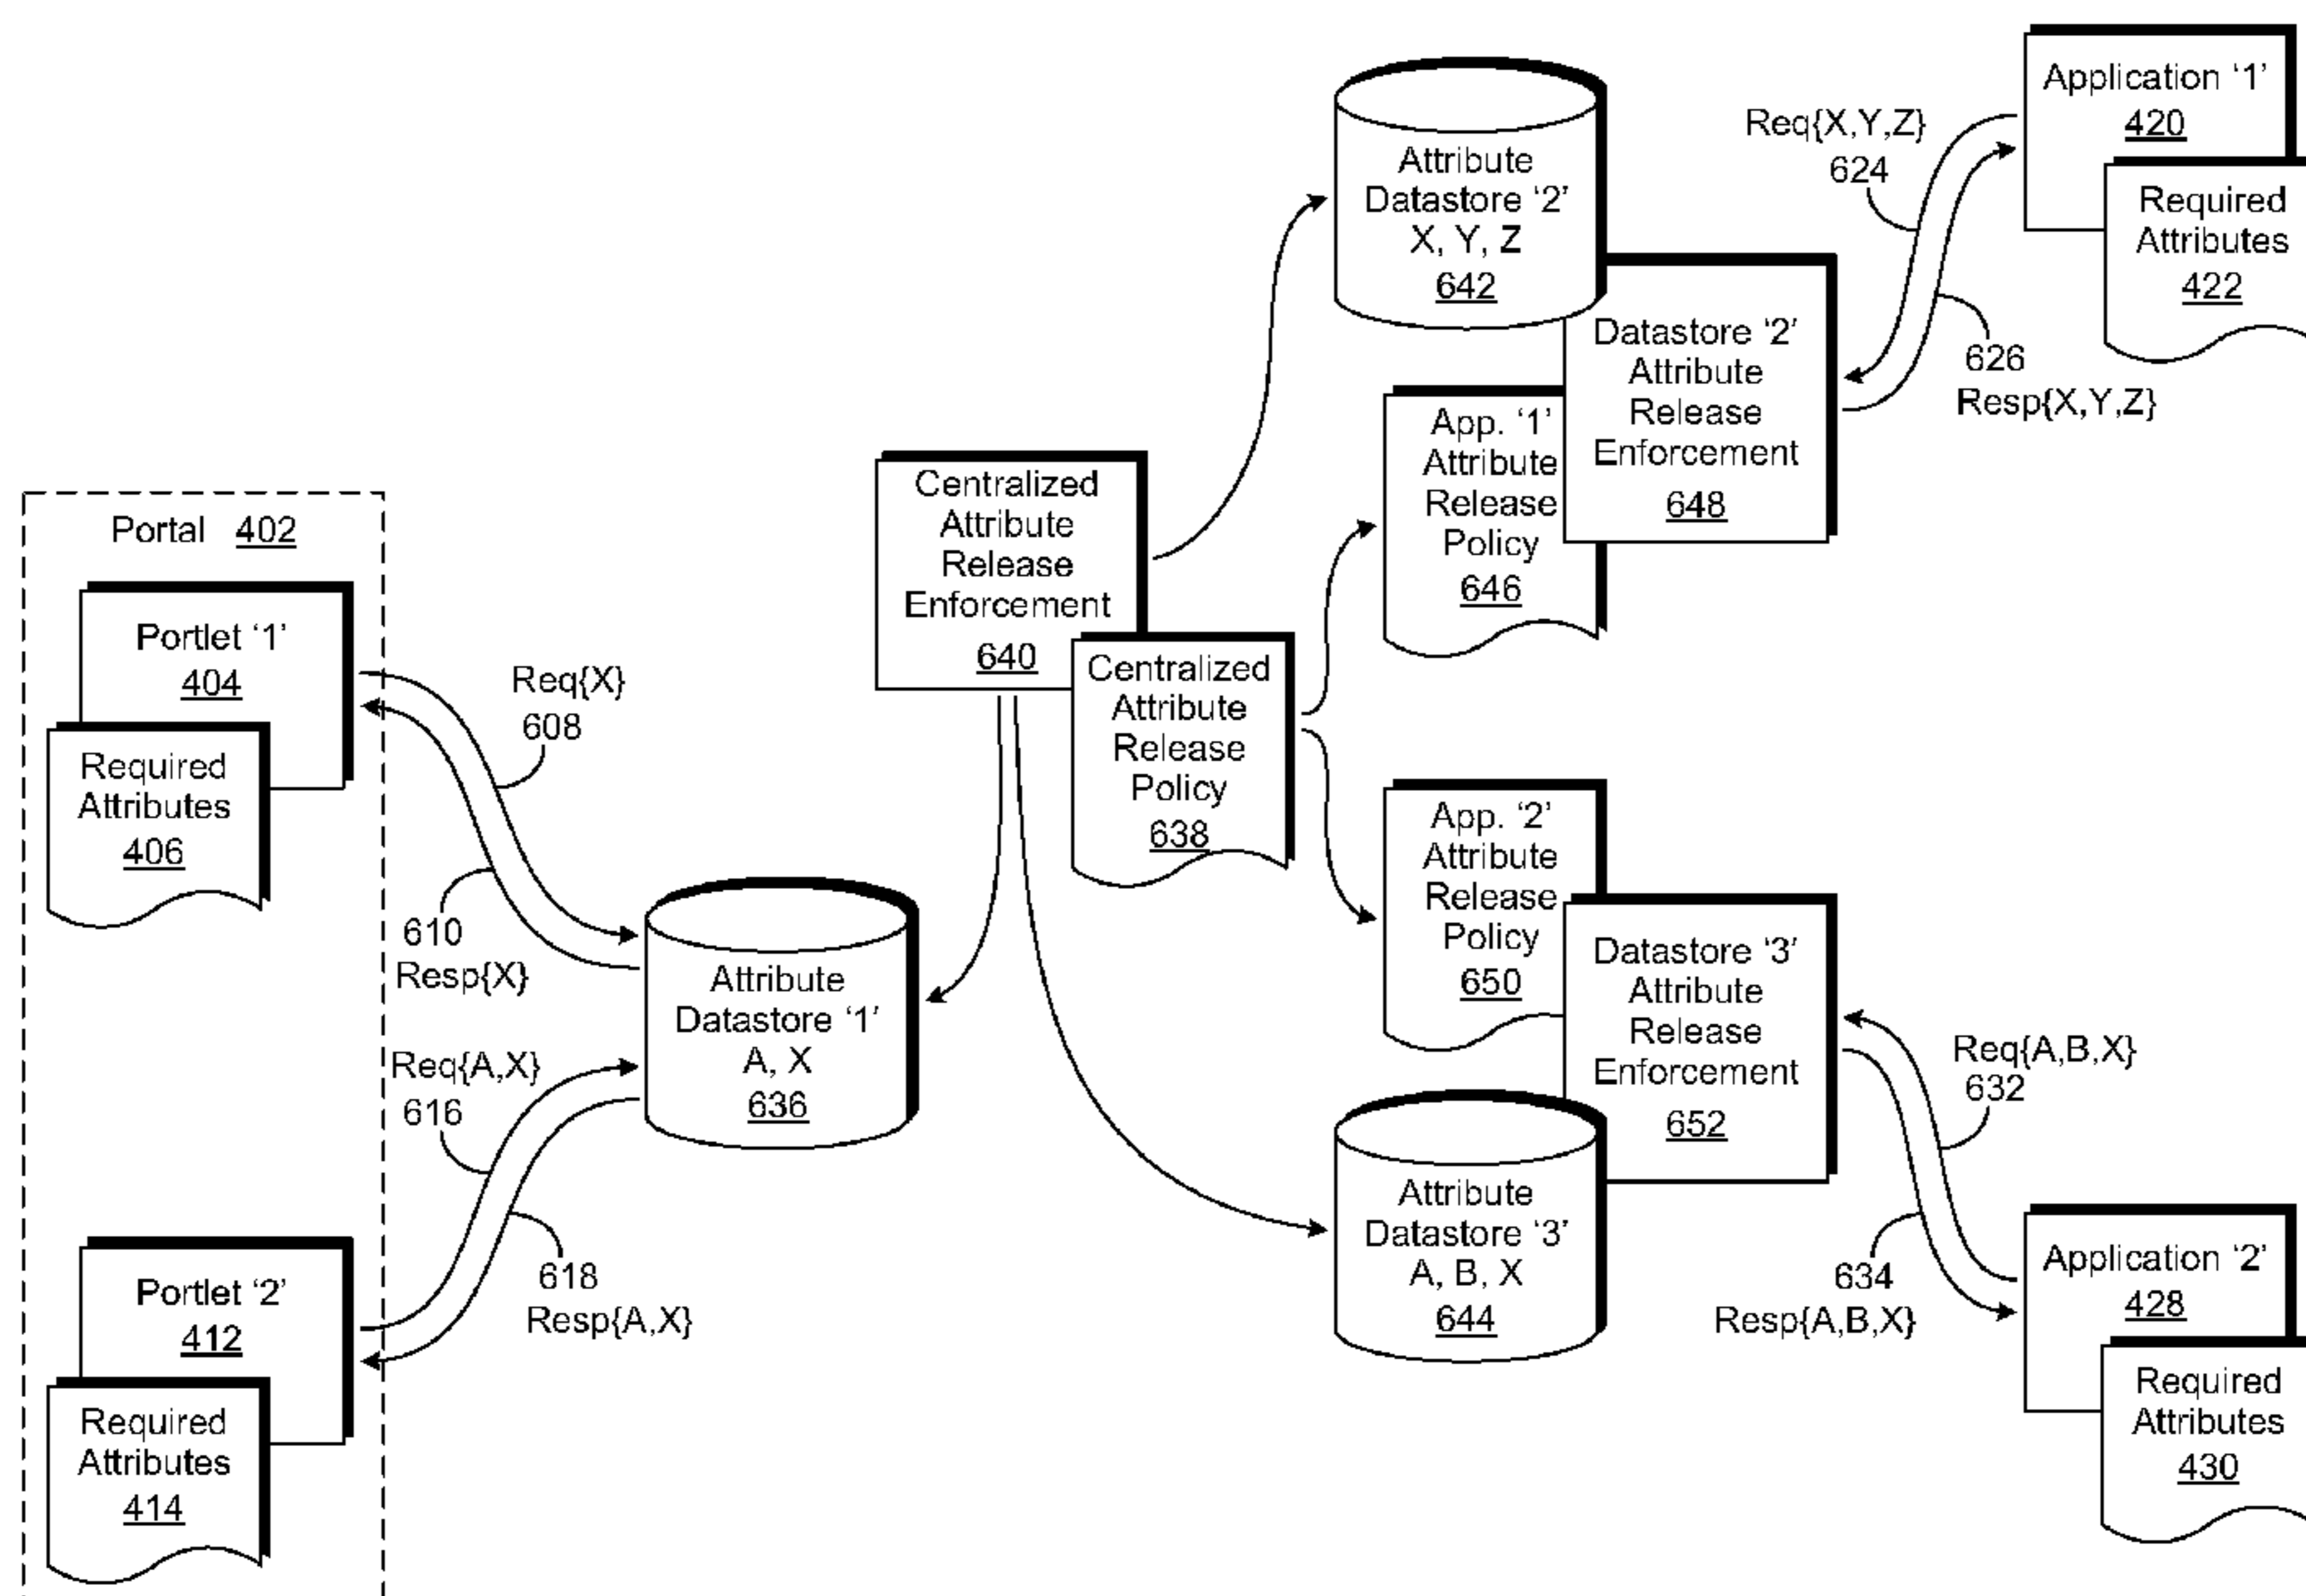 Portal 402
Portlet ‘1’
404
Required
Attributes
406
Portlet ‘2’
412
Required
Attributes
414
Req{X}
608
610
Resp{X}
Req{A,X}
616
618
Resp{A,X}
Attribute
Datastore ‘1’
A, X
636
Centralized
Attribute
Release
Enforcement
640
Centralized
Attribute
Release
Policy
638
Attribute
Datastore ‘2’
X, Y, Z
642
Datastore ‘2’
Attribute
Release
Enforcement
648
App. ‘1’
Attribute
Release
Policy
646
App. ‘2’
Attribute
Release
Policy
650
Datastore ‘3’
Attribute
Release
Enforcement
652
Attribute
Datastore ‘3’
A, B, X
644
Req{X,Y,Z}
624
626
Resp{X,Y,Z}
Application ‘1’
420
Required
Attributes
422
Req{A,B,X}
632
634
Resp{A,B,X}
Application ‘2’
428
Required
Attributes
430